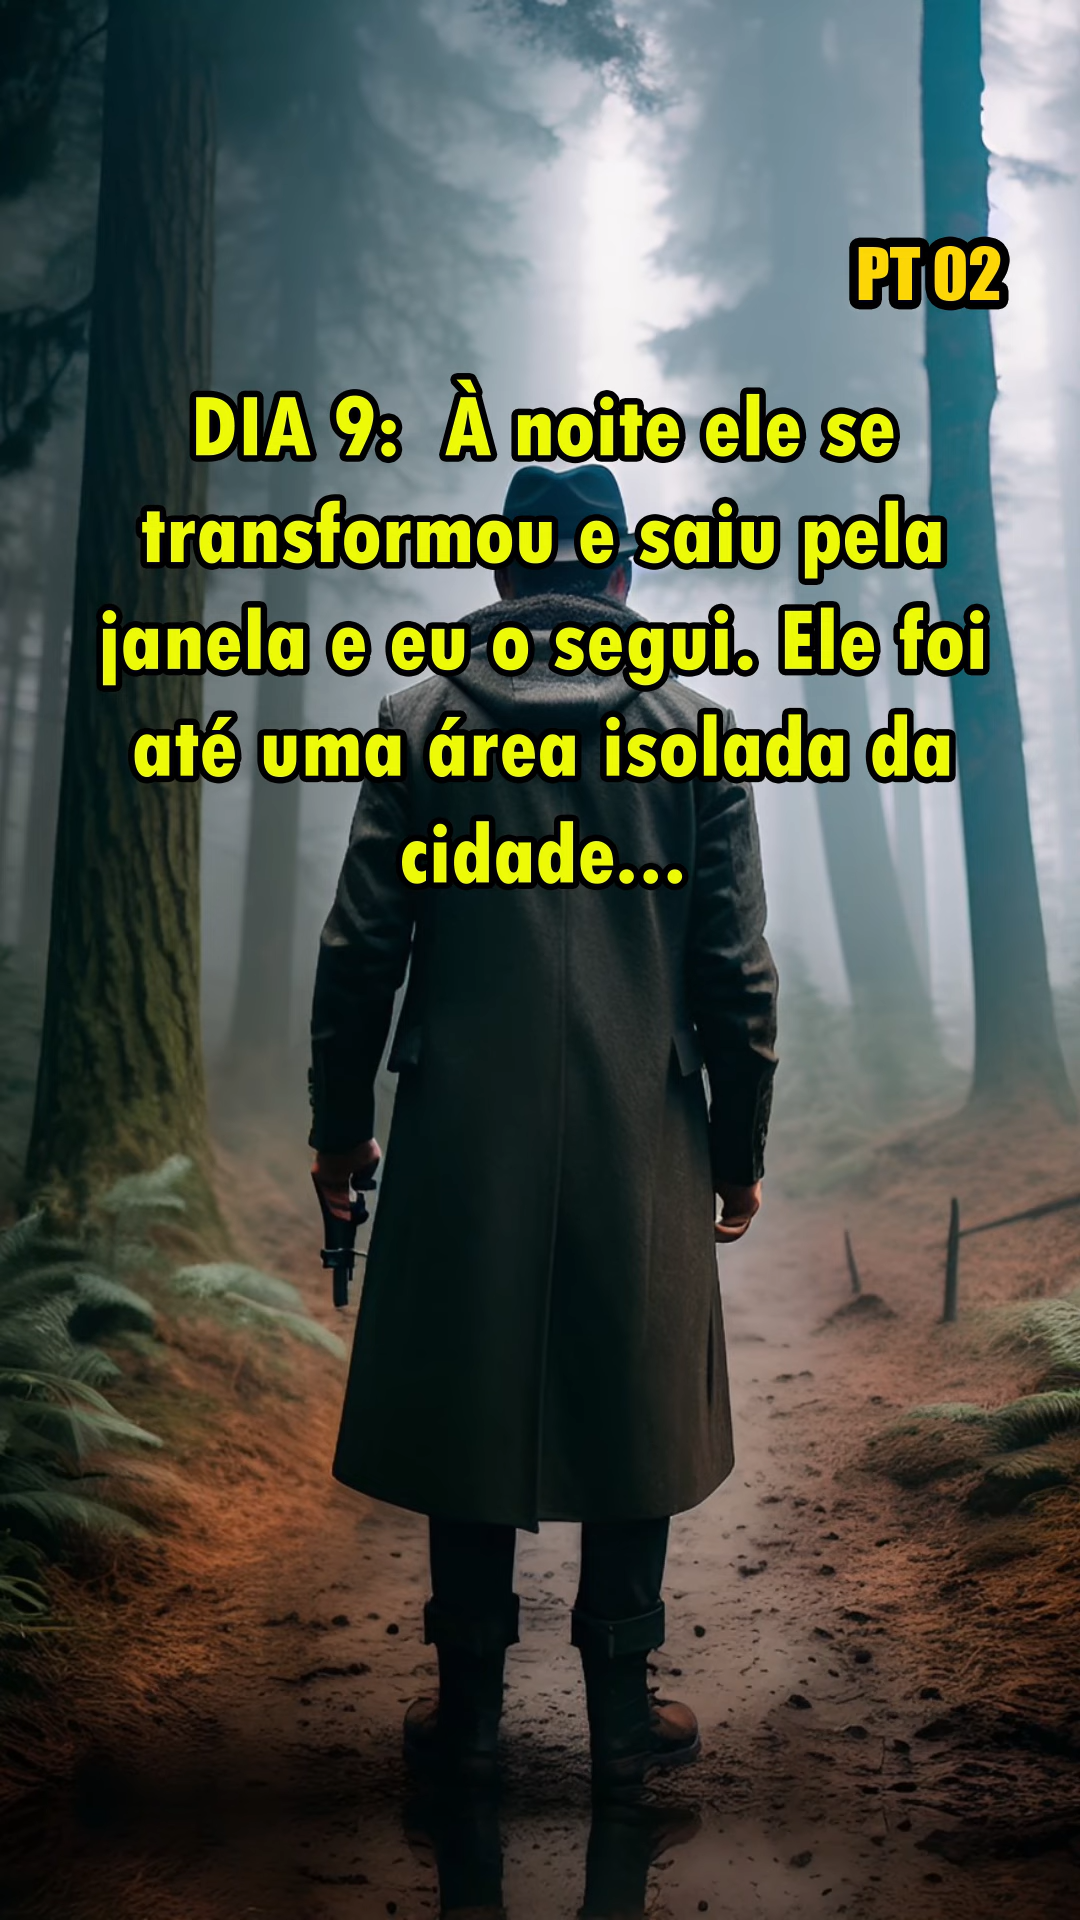 PT 02
DIA 9: À noite ele se
transformou e saiu pela
janela e eu o segui. Ele foi
até uma área isolada da
cidade...